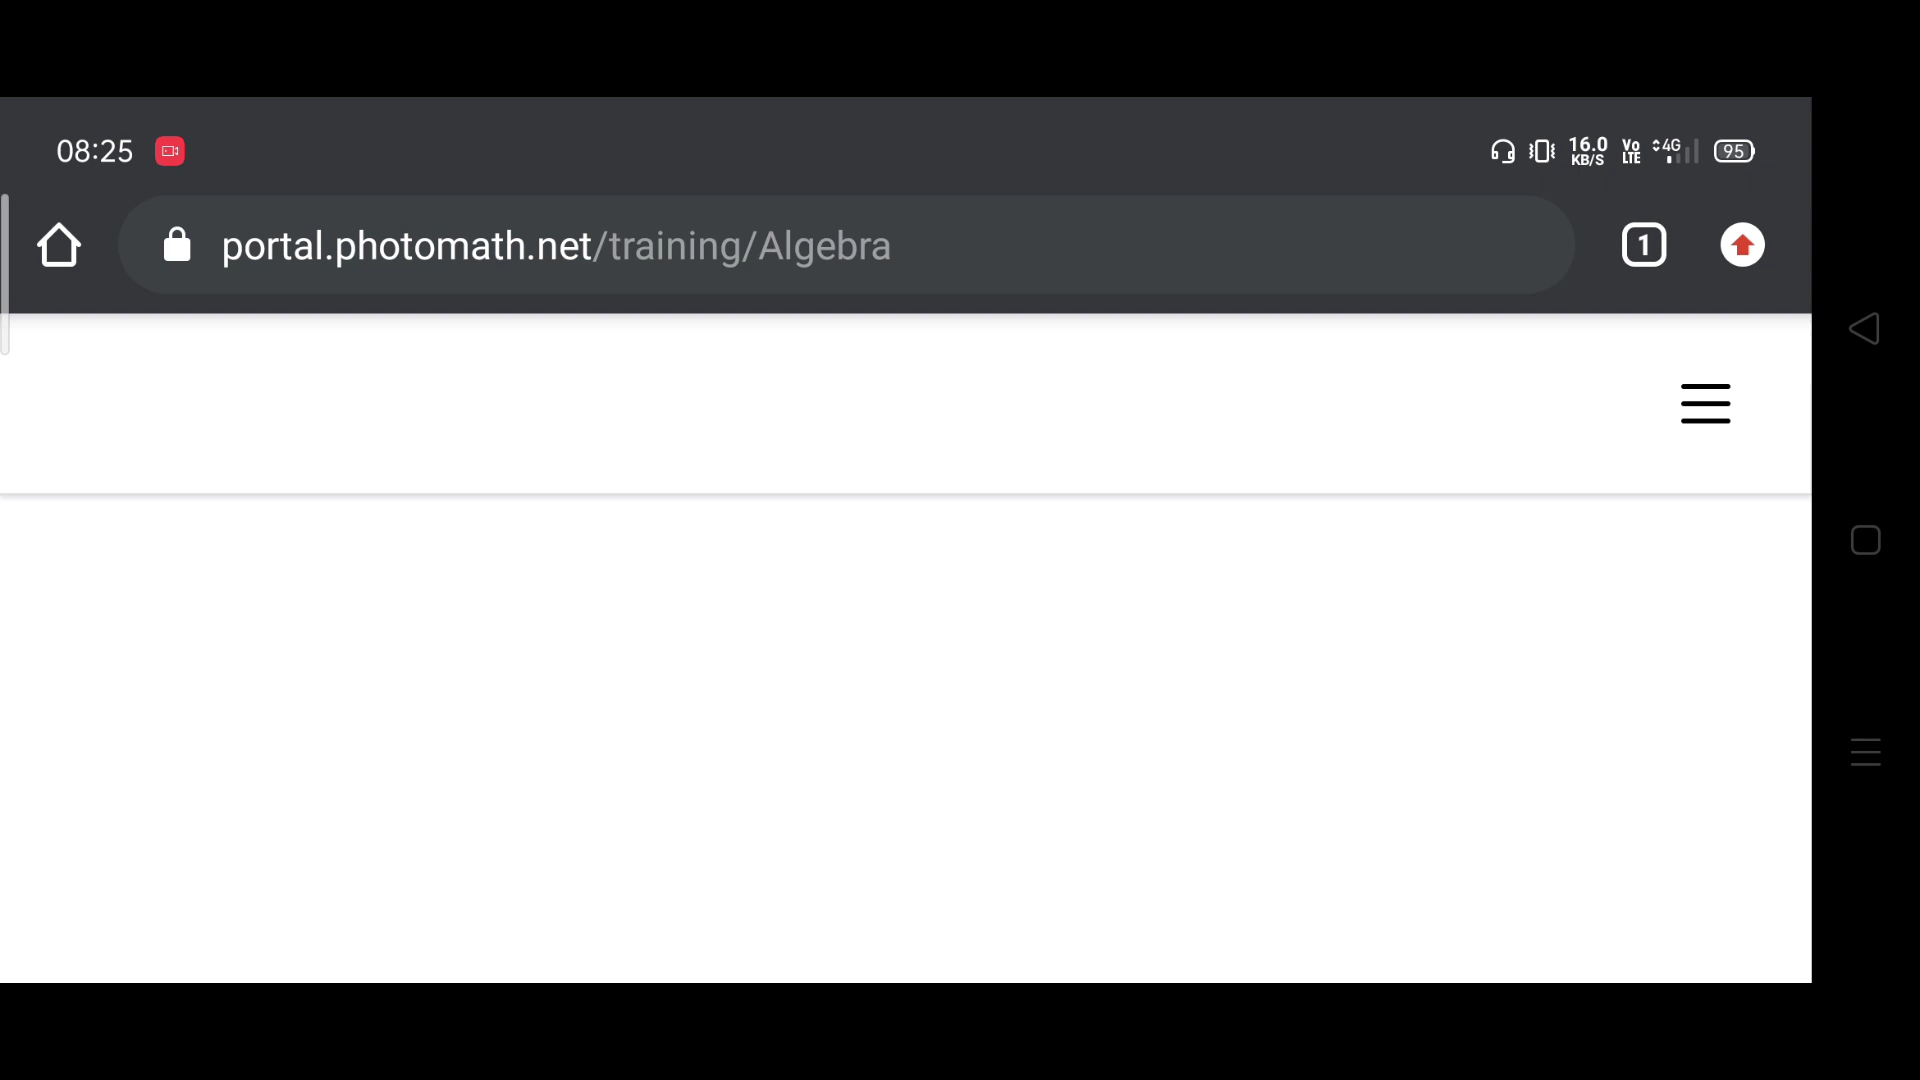 08:25
16.0
KB/S
Vo
LTE
4G
95
portal.photomath.net/training/Algebra
1